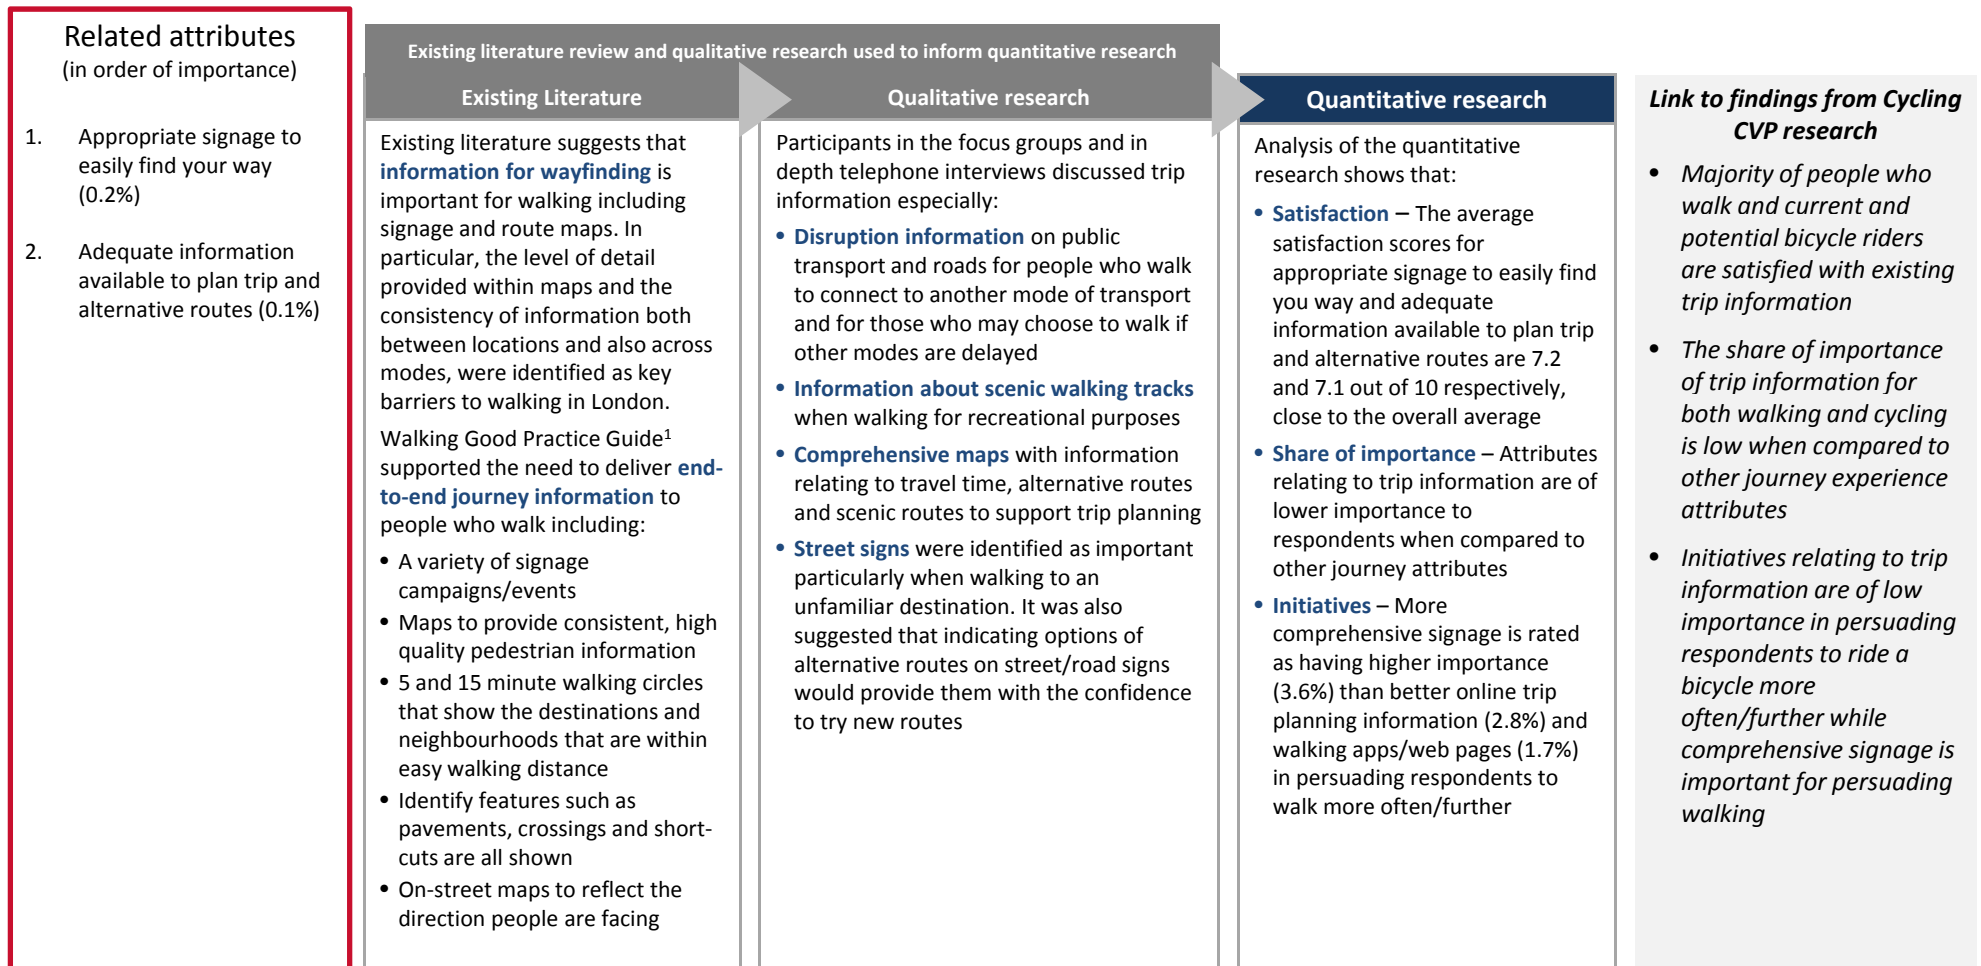 Related attributes
(in order of importance)
1. Appropriate signage to
easily find your way
(0.2%)
2. Adequate information
available to plan trip and
alternative routes (0.1%)
Existing literature review and qualitative research used to inform quantitative research
Existing Literature
Existing literature suggests that
information for wayfinding is
important for walking including
signage and route maps. In
particular, the level of detail
provided within maps and the
consistency of information both
between locations and also across
modes, were identified as key
barriers to walking in London.
Walking Good Practice Guide¹
supported the need to deliver end-
to-end journey information to
people who walk including:
• A variety of signage
campaigns/events
• Maps to provide consistent, high
quality pedestrian information
• 5 and 15 minute walking circles
that show the destinations and
neighbourhoods that are within
easy walking distance
• Identify features such as
pavements, crossings and short-
cuts are all shown
• On-street maps to reflect the
direction people are facing
Qualitative research
Participants in the focus groups and in
depth telephone interviews discussed trip
information especially:
• Disruption information on public
transport and roads for people who walk
to connect to another mode of transport
and for those who may choose to walk if
other modes are delayed
• Information about scenic walking tracks
when walking for recreational purposes
• Comprehensive maps with information
relating to travel time, alternative routes
and scenic routes to support trip planning
• Street signs were identified as important
particularly when walking to an
unfamiliar destination. It was also
suggested that indicating options of
alternative routes on street/road signs
would provide them with the confidence
to try new routes
Quantitative research
Analysis of the quantitative
research shows that:
• Satisfaction – The average
satisfaction scores for
appropriate signage to easily find
you way and adequate
information available to plan trip
and alternative routes are 7.2
and 7.1 out of 10 respectively,
close to the overall average
• Share of importance – Attributes
relating to trip information are of
lower importance to
respondents when compared to
other journey attributes
• Initiatives – More
comprehensive signage is rated
as having higher importance
(3.6%) than better online trip
planning information (2.8%) and
walking apps/web pages (1.7%)
in persuading respondents to
walk more often/further
Link to findings from Cycling
CVP research
• Majority of people who
walk and current and
potential bicycle riders
are satisfied with existing
trip information
• The share of importance
of trip information for
both walking and cycling
is low when compared to
other journey experience
attributes
• Initiatives relating to trip
information are of low
importance in persuading
respondents to ride a
bicycle more
often/further while
comprehensive signage is
important for persuading
walking